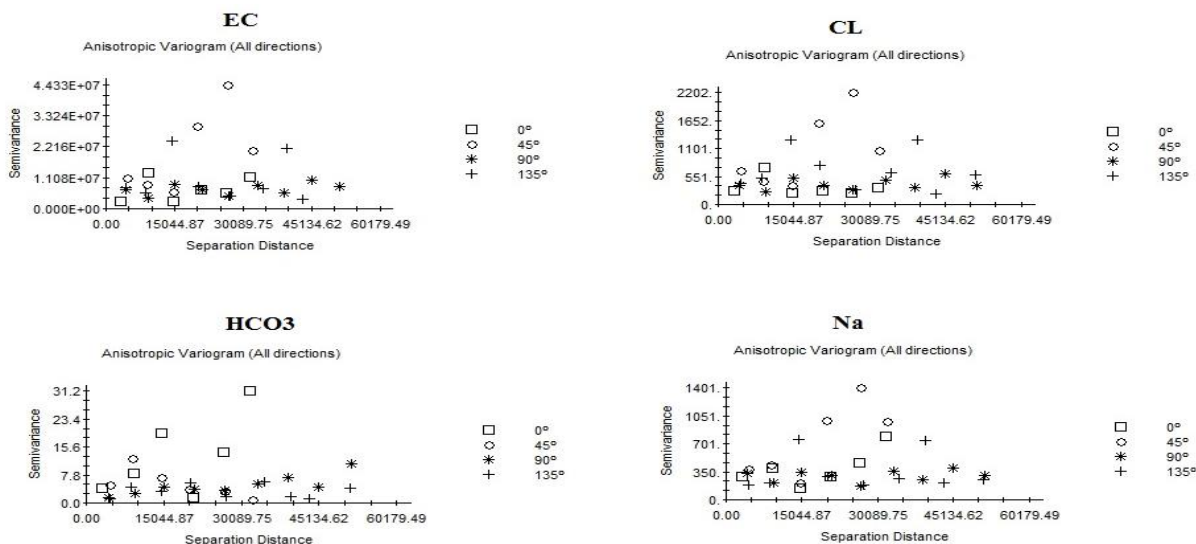 EC
Anisotropic Variogram (All directions)
4.433E+07
3.324E+07
2.216E+07
1.108E+07
0.000E+00
Semivariance
0.00 15044.87 30089.75 45134.62 60179.49
Separation Distance
0º
45º
90º
135º
CL
Anisotropic Variogram (All directions)
2202.
1652.
1101.
551.
0.
Semivariance
0.00 15044.87 30089.75 45134.62 60179.49
Separation Distance
0º
45º
90º
135º
HCO3
Anisotropic Variogram (All directions)
31.2
23.4
15.6
7.8
0.0
Semivariance
0.00 15044.87 30089.75 45134.62 60179.49
Separation Distance
0º
45º
90º
135º
Na
Anisotropic Variogram (All directions)
1401.
1051.
701.
350.
0.
Semivariance
0.00 15044.87 30089.75 45134.62 60179.49
Separation Distance
0º
45º
90º
135º